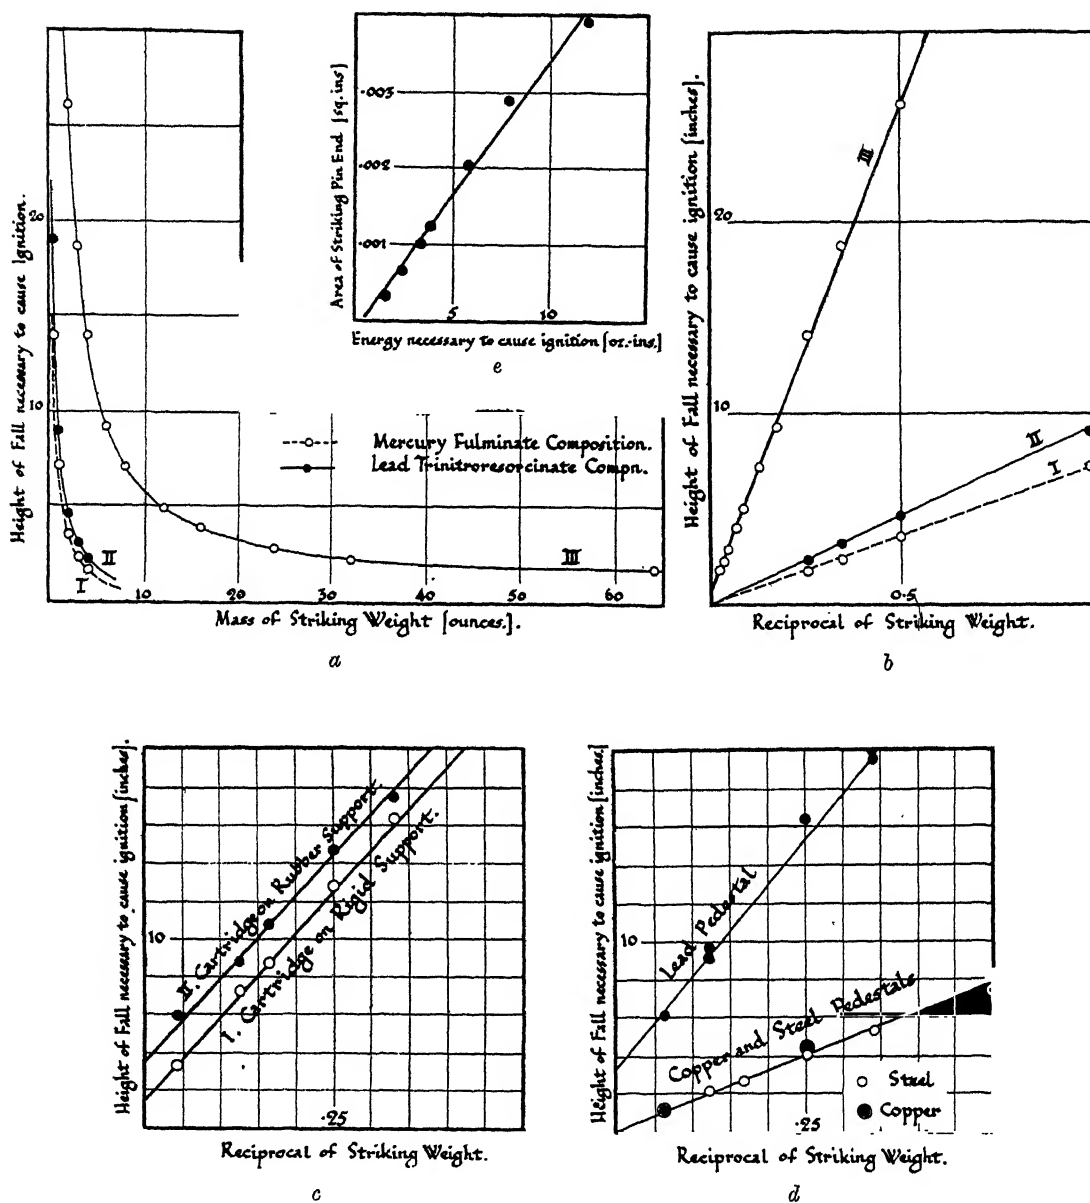 Height of Fall necessary to cause Ignition.
20
10
10
20
30
40
50
60
Mass of Striking Weight [ounces.].
I
II
III
Mercury Fulminate Composition.
Lead Trinitroresorcinate Compn.
a
Area of Striking Pin End [sq.ins]
.003
.002
.001
5
10
Energy necessary to cause ignition [oz.-ins.]
e
Height of Fall necessary to cause ignition [inches].
20
10
III
II
I
0.5
Reciprocal of Striking Weight.
b
Height of Fall necessary to cause ignition [inches].
10
II. Cartridge on Rubber Support.
I. Cartridge on Rigid Support.
.25
Reciprocal of Striking Weight.
c
Height of Fall necessary to cause ignition [inches.]
10
Lead Pedestal
Copper and Steel Pedestals
Steel
Copper
.25
Reciprocal of Striking Weight.
d